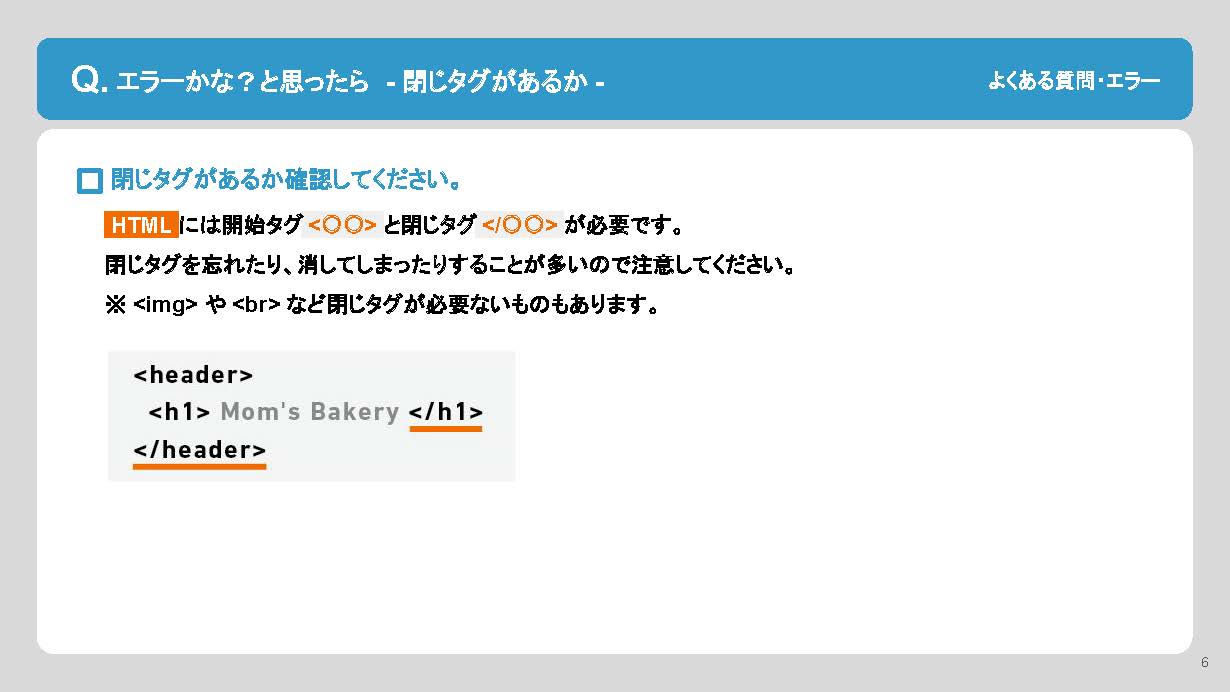 Q. エラーかな？と思ったら - 閉じタグがあるか -
よくある質問・エラー
閉じタグがあるか確認してください。
HTML には開始タグ <〇〇> と閉じタグ </〇〇> が必要です。
閉じタグを忘れたり、消してしまったりすることが多いので注意してください。
※ <img> や <br> など閉じタグが必要ないものもあります。
<header>
<h1> Mom's Bakery </h1>
</header>
6